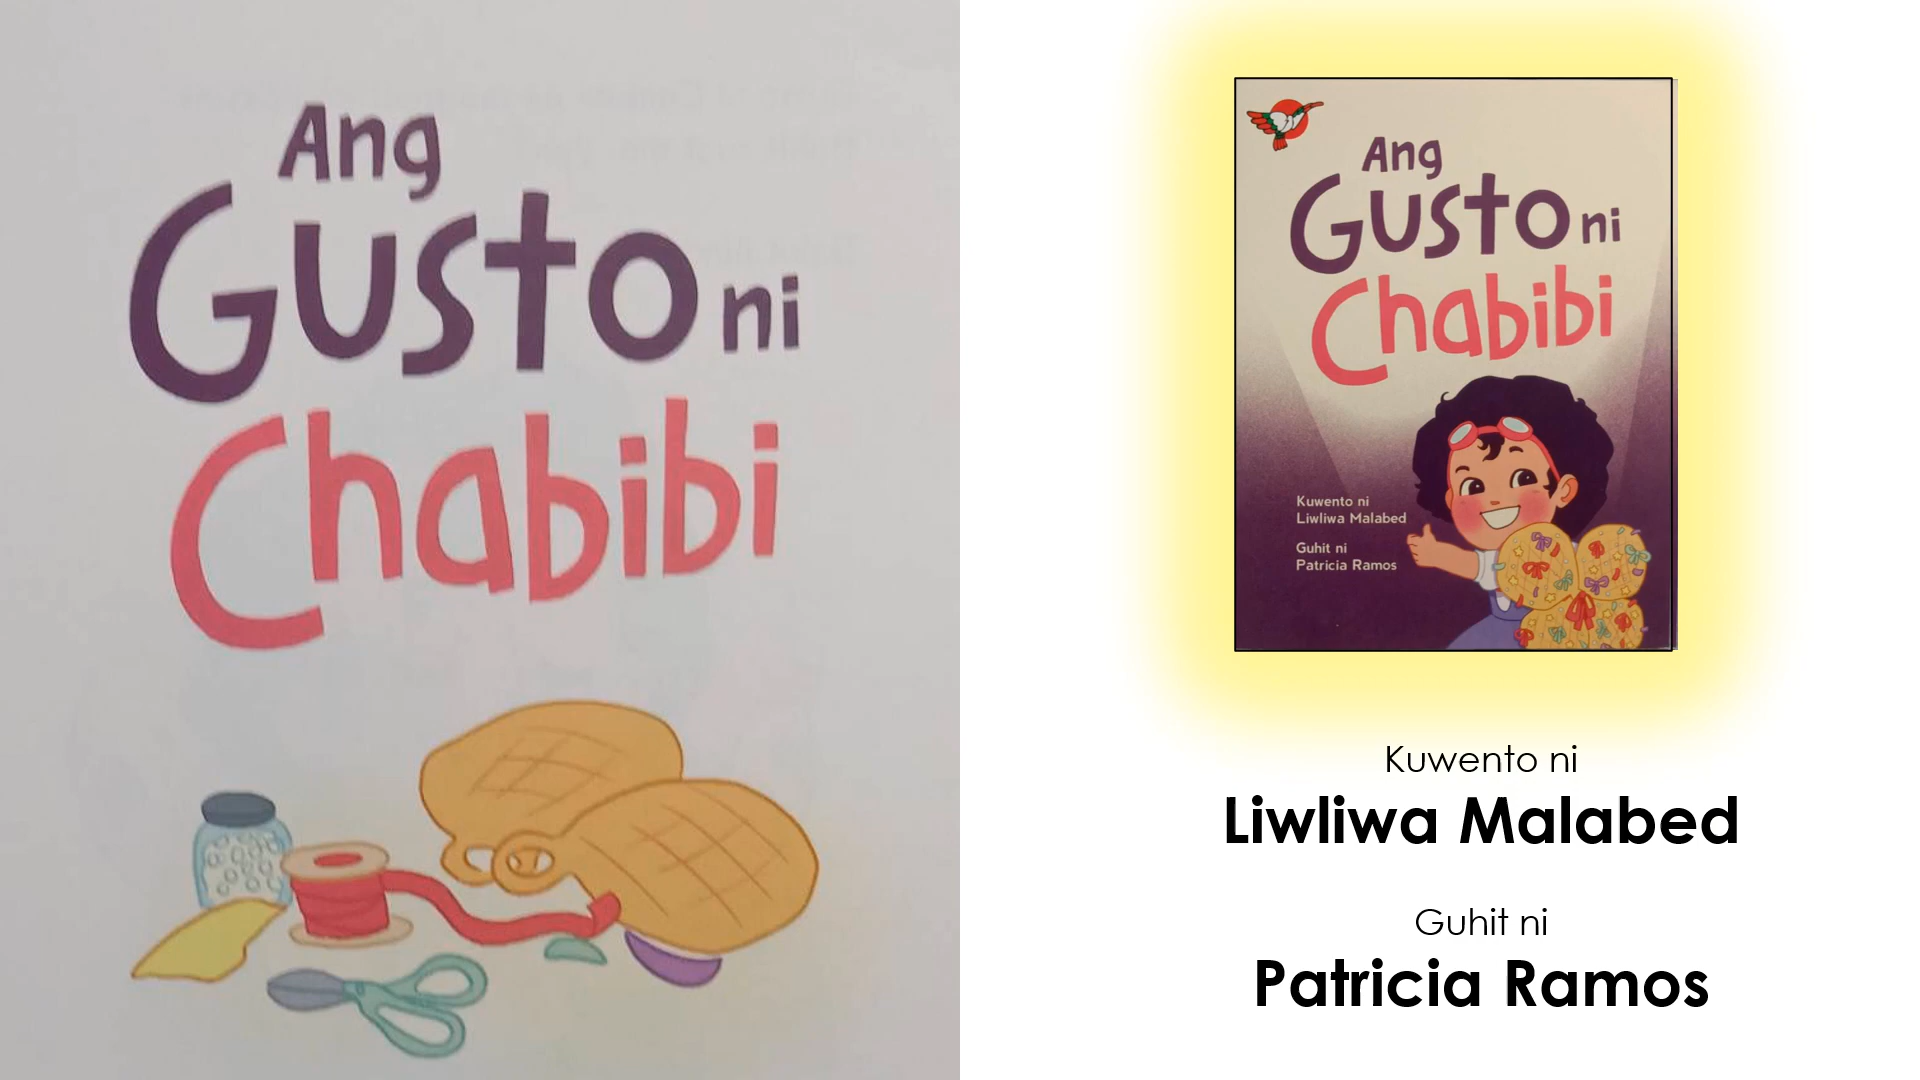 Ang
Gusto ni
Chabibi
Ang
Gusto ni
Chabibi
Kuwento ni
Liwliwa Malabed
Guhit ni
Patricia Ramos
Kuwento ni
Liwliwa Malabed
Guhit ni
Patricia Ramos